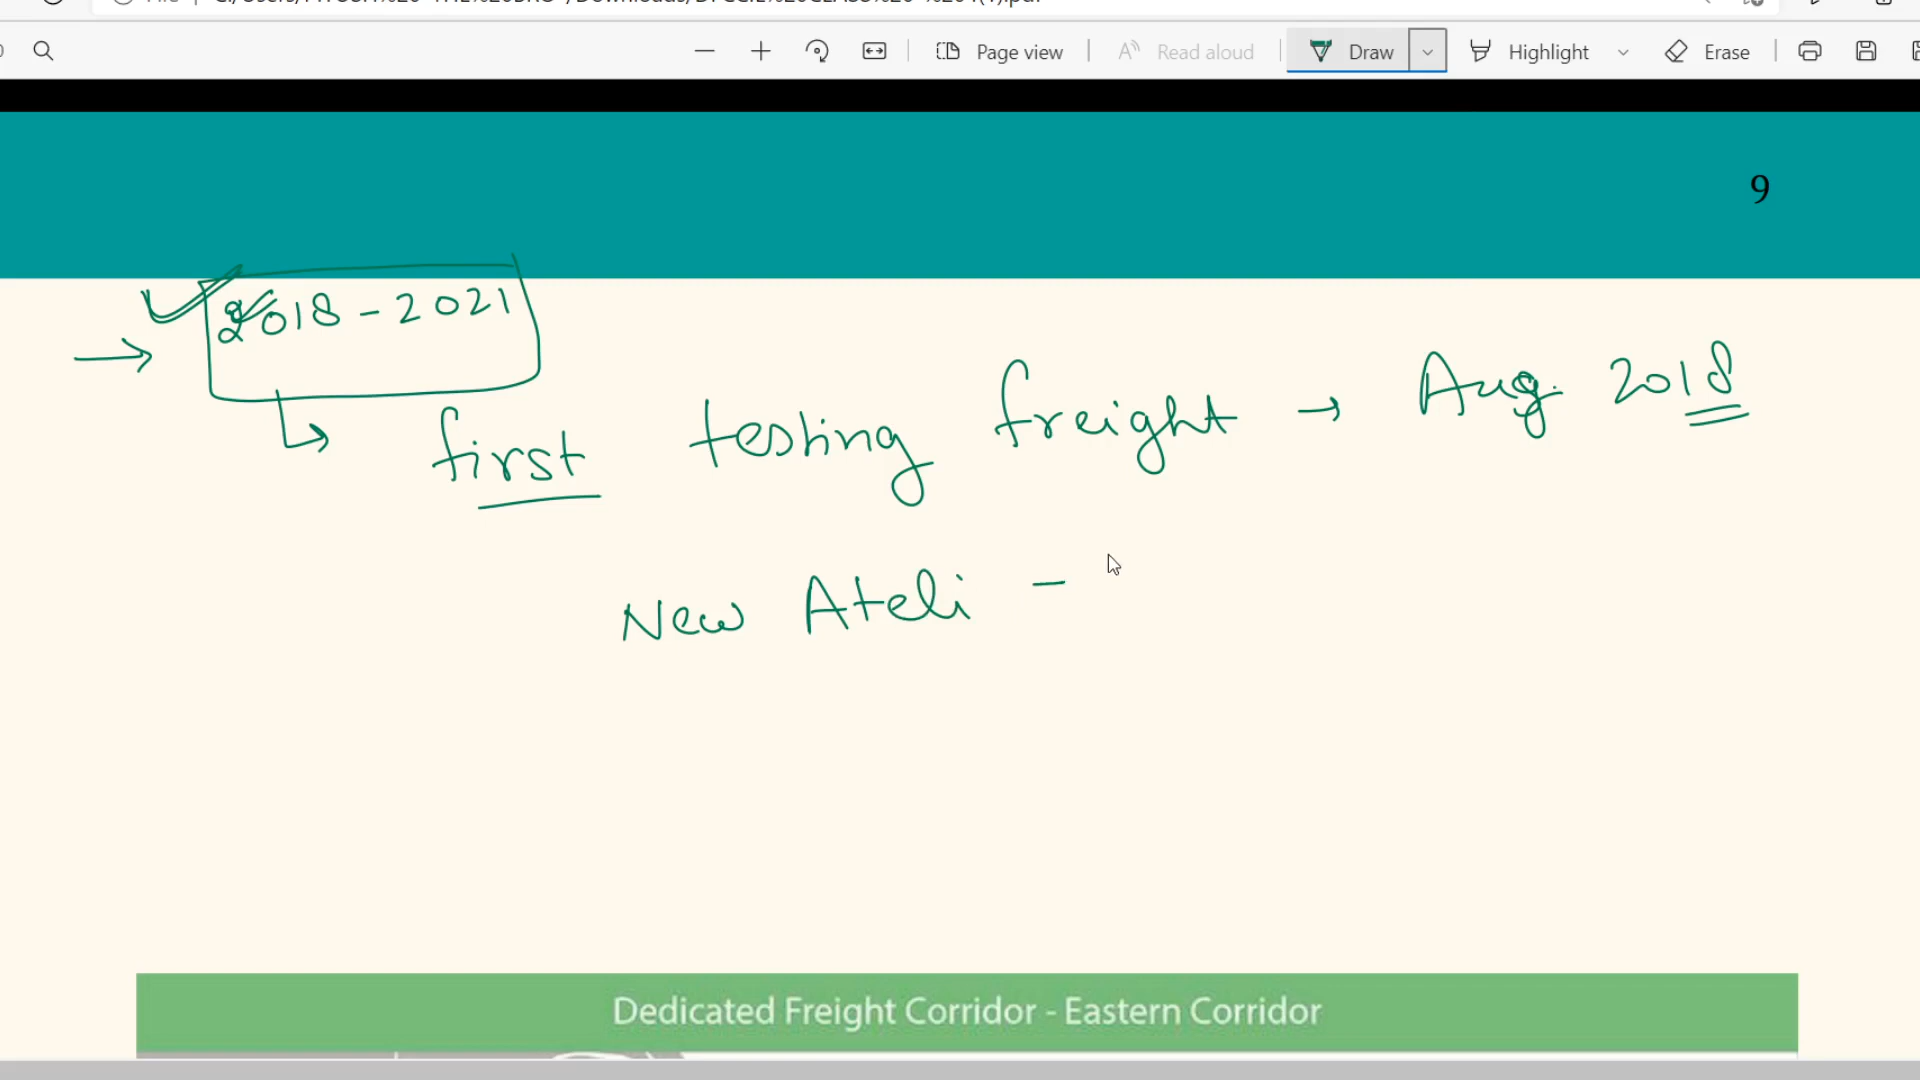 Page view
Read aloud
Draw
Highlight
Erase
9
2018 - 2021
first testing freight → Aug. 2018
New Ateli -
Dedicated Freight Corridor - Eastern Corridor